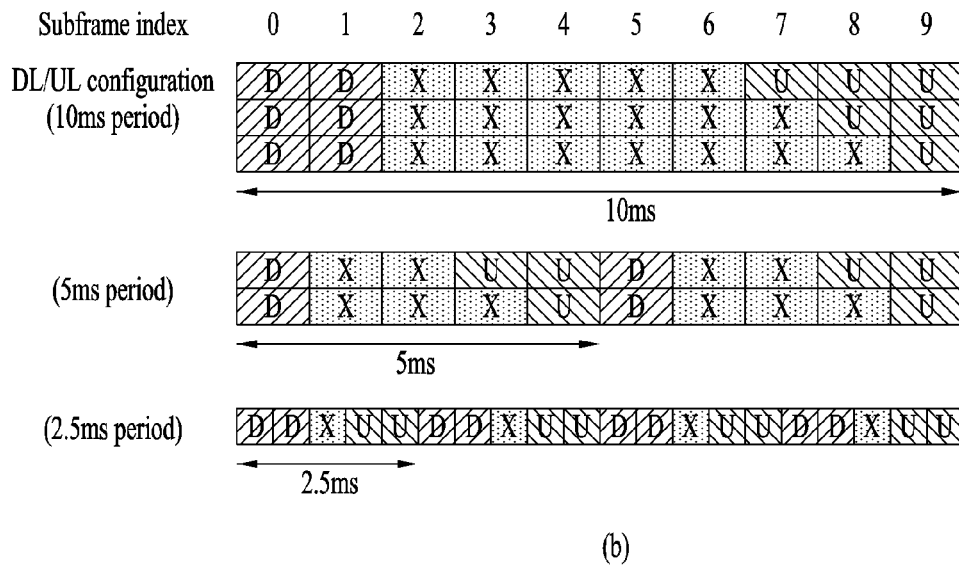 Subframe index 0 1 2 3 4 5 6 7 8 9
DL/UL configuration D D X X X X X U U U
(10ms period) D D X X X X X X U U
D D X X X X X X X U
10ms
D X X U U D X X U U
(5ms period)
D X X X U D X X X U
5ms
(2.5ms period) D D X U U D D X U U D D X U U D D X U U
2.5ms
(b)